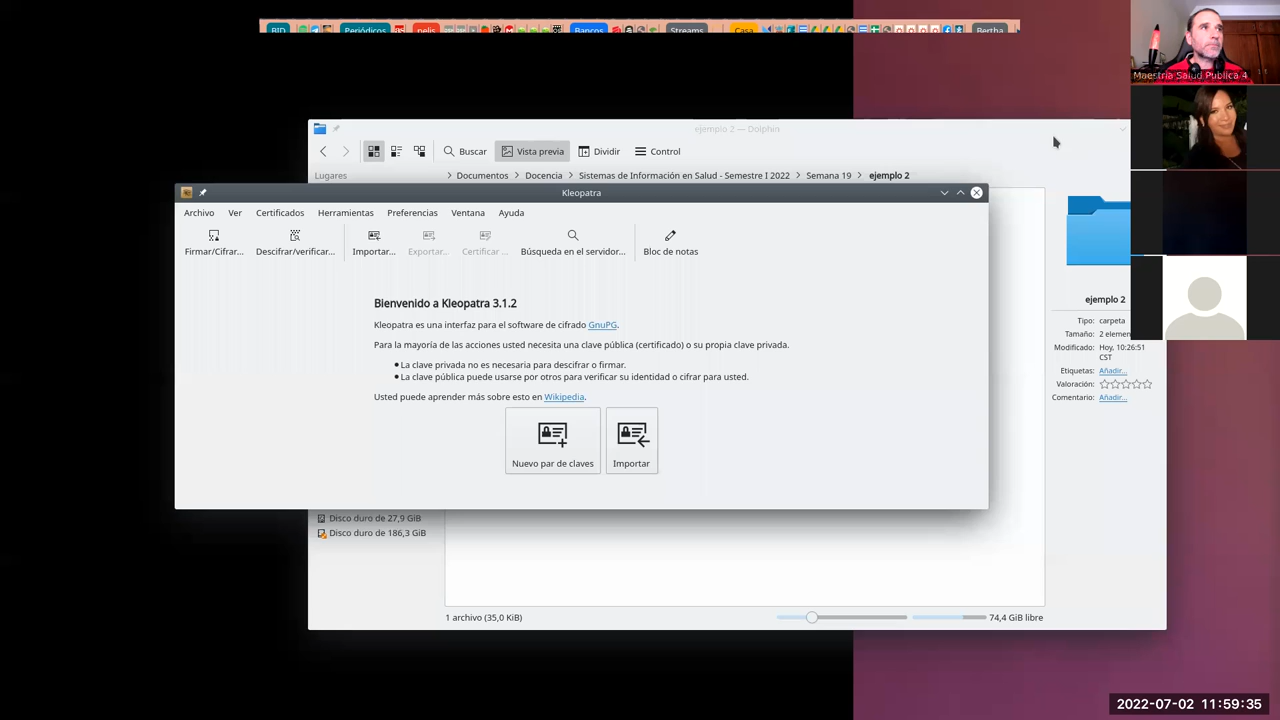 BID
Periódicos
pelis
Bancos
Streams
Casa
Bertha
Maestria Salud Publica 4
ejemplo 2 — Dolphin
Buscar Vista previa Dividir Control
Lugares
Documentos > Docencia > Sistemas de Información en Salud - Semestre I 2022 > Semana 19 > ejemplo 2
Kleopatra
Archivo Ver Certificados Herramientas Preferencias Ventana Ayuda
Firmar/Cifrar... Descifrar/verificar... Importar... Exportar... Certificar ... Búsqueda en el servidor... Bloc de notas
Bienvenido a Kleopatra 3.1.2
Kleopatra es una interfaz para el software de cifrado GnuPG.
Para la mayoría de las acciones usted necesita una clave pública (certificado) o su propia clave privada.
● La clave privada no es necesaria para descifrar o firmar.
● La clave pública puede usarse por otros para verificar su identidad o cifrar para usted.
Usted puede aprender más sobre esto en Wikipedia.
Nuevo par de claves Importar
ejemplo 2
Tipo: carpeta
Tamaño: 2 elemen
Modificado: Hoy, 10:26:51
CST
Etiquetas: Añadir...
Valoración:
Comentario: Añadir...
Disco duro de 27,9 GiB
Disco duro de 186,3 GiB
1 archivo (35,0 KiB) 74,4 GiB libre
2022-07-02 11:59:35